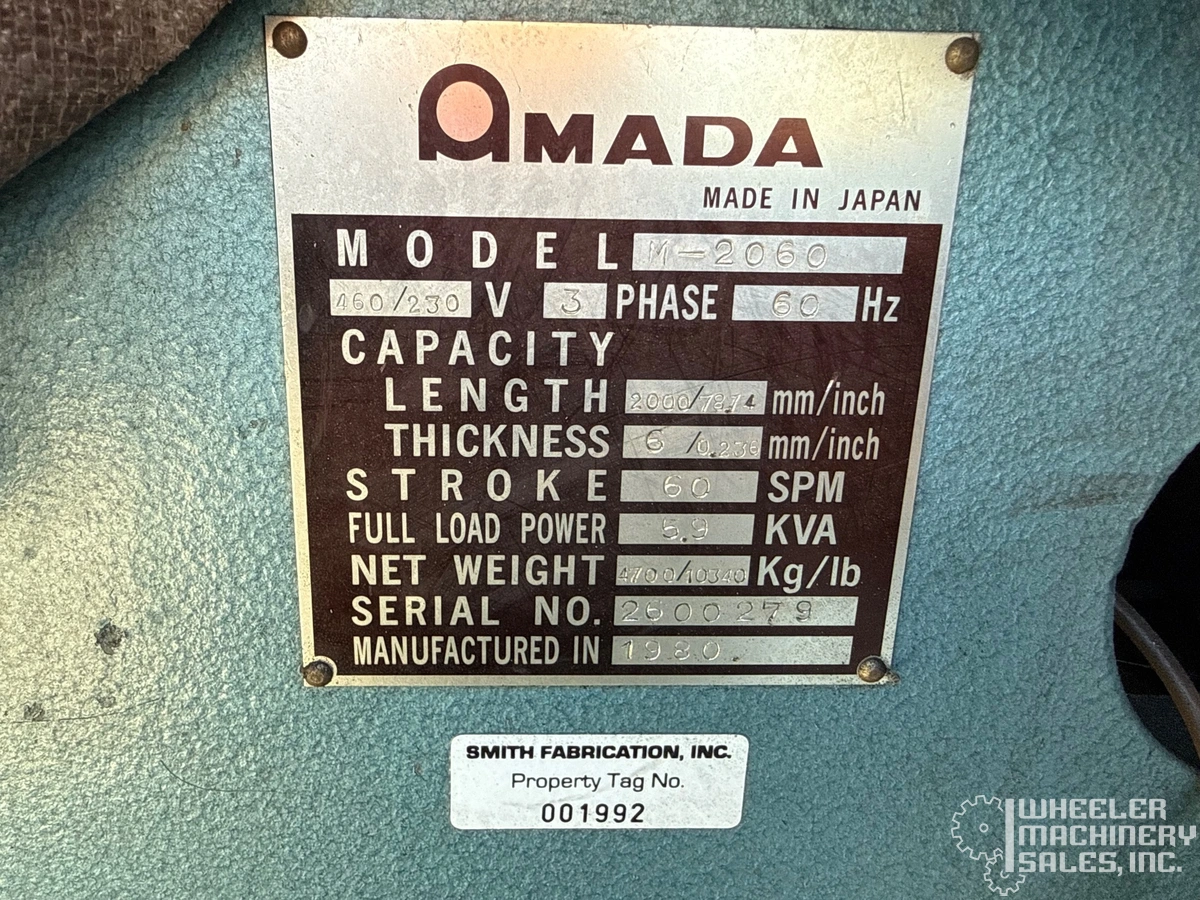 AMADA
MADE IN JAPAN
MODEL M-2060
460/230 V 3 PHASE 60 Hz
CAPACITY
LENGTH 2000/78.74 mm/inch
THICKNESS 6/0.236 mm/inch
STROKE 60 SPM
FULL LOAD POWER 5.9 KVA
NET WEIGHT 4700/10340 Kg/lb
SERIAL NO. 2600279
MANUFACTURED IN 1980
SMITH FABRICATION, INC.
Property Tag No.
001992
WHEELER
MACHINERY
SALES, INC.